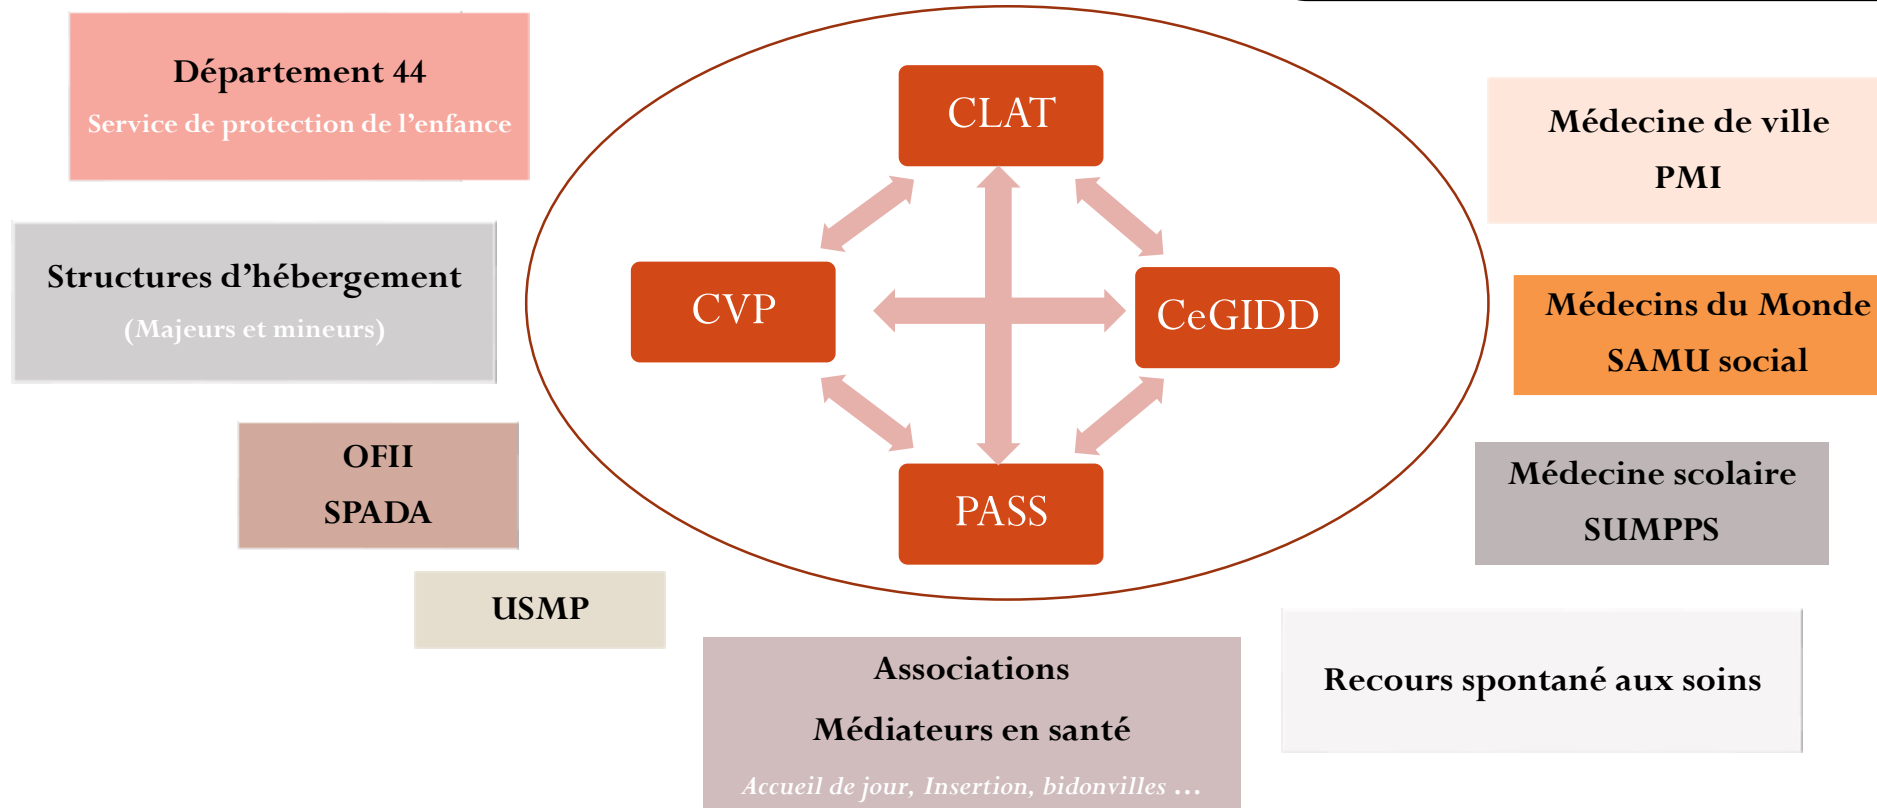 Département 44
Service de protection de l’enfance
Structures d’hébergement
(Majeurs et mineurs)
OFII
SPADA
USMP
CLAT
CVP
CeGIDD
PASS
Associations
Médiateurs en santé
Accueil de jour, Insertion, bidonvilles …
Médecine de ville
PMI
Médecins du Monde
SAMU social
Médecine scolaire
SUMPPS
Recours spontané aux soins